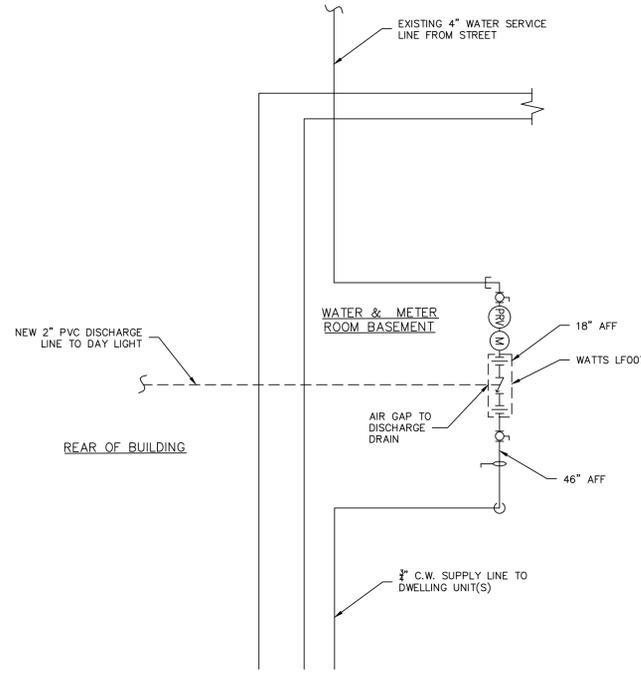 EXISTING 4" WATER SERVICE
LINE FROM STREET
WATER & METER
ROOM BASEMENT
PRV
M
18" AFF
NEW 2" PVC DISCHARGE
LINE TO DAY LIGHT
WATTS LF007
AIR GAP TO
DISCHARGE
DRAIN
REAR OF BUILDING
46" AFF
¾" C.W. SUPPLY LINE TO
DWELLING UNIT(S)